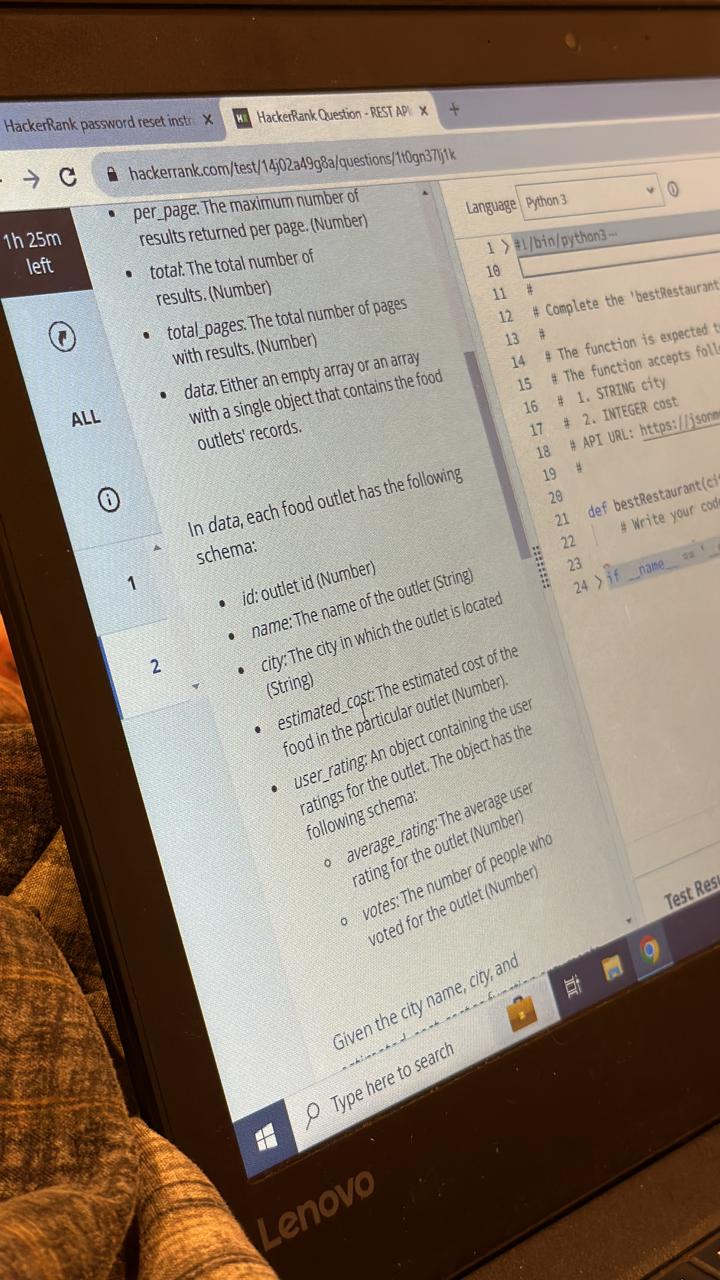 HackerRank password reset instr
HackerRank Question - REST API
hackerrank.com/test/14j02a49g8a/questions/1t0gn37lj1k
1h 25m
left
ALL
1
2
per_page: The maximum number of
results returned per page. (Number)
total: The total number of
results. (Number)
total_pages: The total number of pages
with results. (Number)
data: Either an empty array or an array
with a single object that contains the food
outlets' records.
In data, each food outlet has the following
schema:
id: outlet id (Number)
name: The name of the outlet (String)
city: The city in which the outlet is located
(String)
estimated_cost: The estimated cost of the
food in the particular outlet (Number).
user_rating: An object containing the user
ratings for the outlet. The object has the
following schema:
average_rating: The average user
rating for the outlet (Number)
votes: The number of people who
voted for the outlet (Number)
Given the city name, city, and
Language Python 3
1 #!/bin/python3...
10
11 #
12 # Complete the 'bestRestaurant
13 #
14 # The function is expected to
15 # The function accepts foll
16 # 1. STRING city
17 # 2. INTEGER cost
18 # API URL: https://jsonm
19 #
20
21 def bestRestaurant(ci
22 # Write your cod
23
24 if __name__ == '_
Test Resu
Type here to search
Lenovo